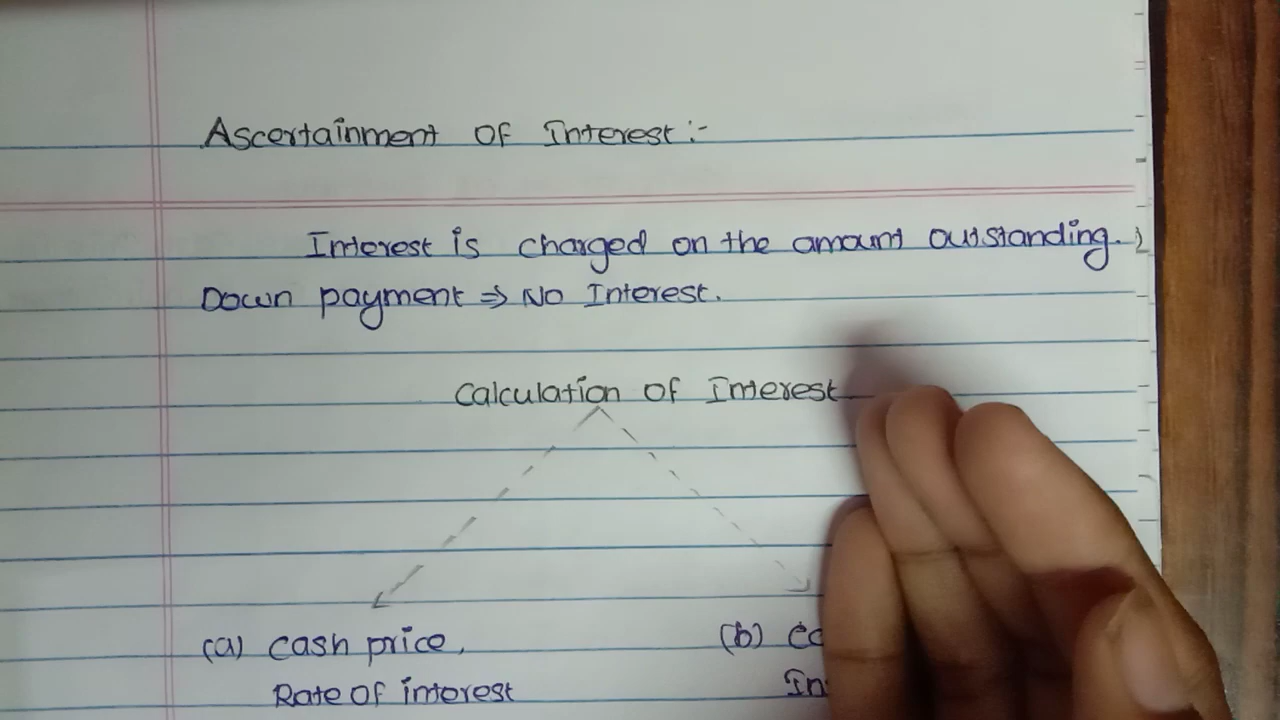 Ascertainment Of Interest :-
Interest is charged on the amount outstanding.
Down payment ⇒ No Interest.
Calculation Of Interest
(a) Cash price,
(b)
Rate Of interest